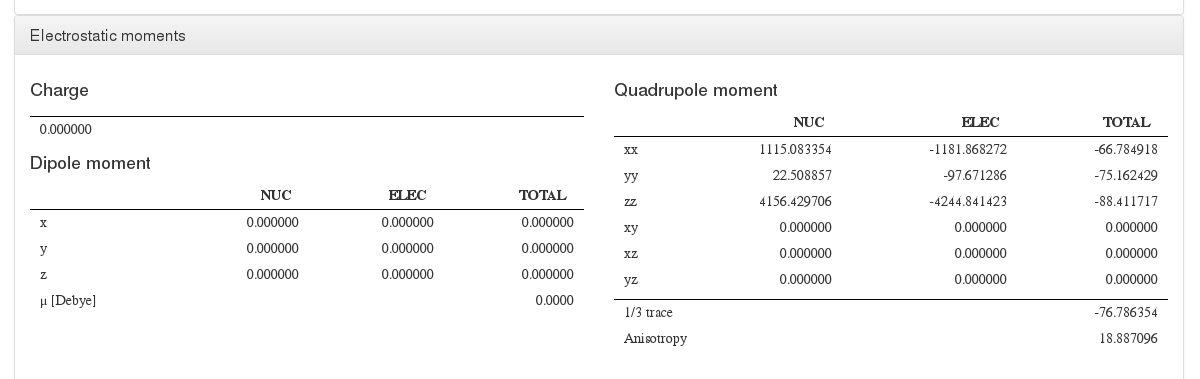 Electrostatic moments
Charge
0.000000
Dipole moment
NUC ELEC TOTAL
x 0.000000 0.000000 0.000000
y 0.000000 0.000000 0.000000
z 0.000000 0.000000 0.000000
μ [Debye] 0.0000
Quadrupole moment
NUC ELEC TOTAL
xx 1115.083354 -1181.868272 -66.784918
yy 22.508857 -97.671286 -75.162429
zz 4156.429706 -4244.841423 -88.411717
xy 0.000000 0.000000 0.000000
xz 0.000000 0.000000 0.000000
yz 0.000000 0.000000 0.000000
1/3 trace -76.786354
Anisotropy 18.887096